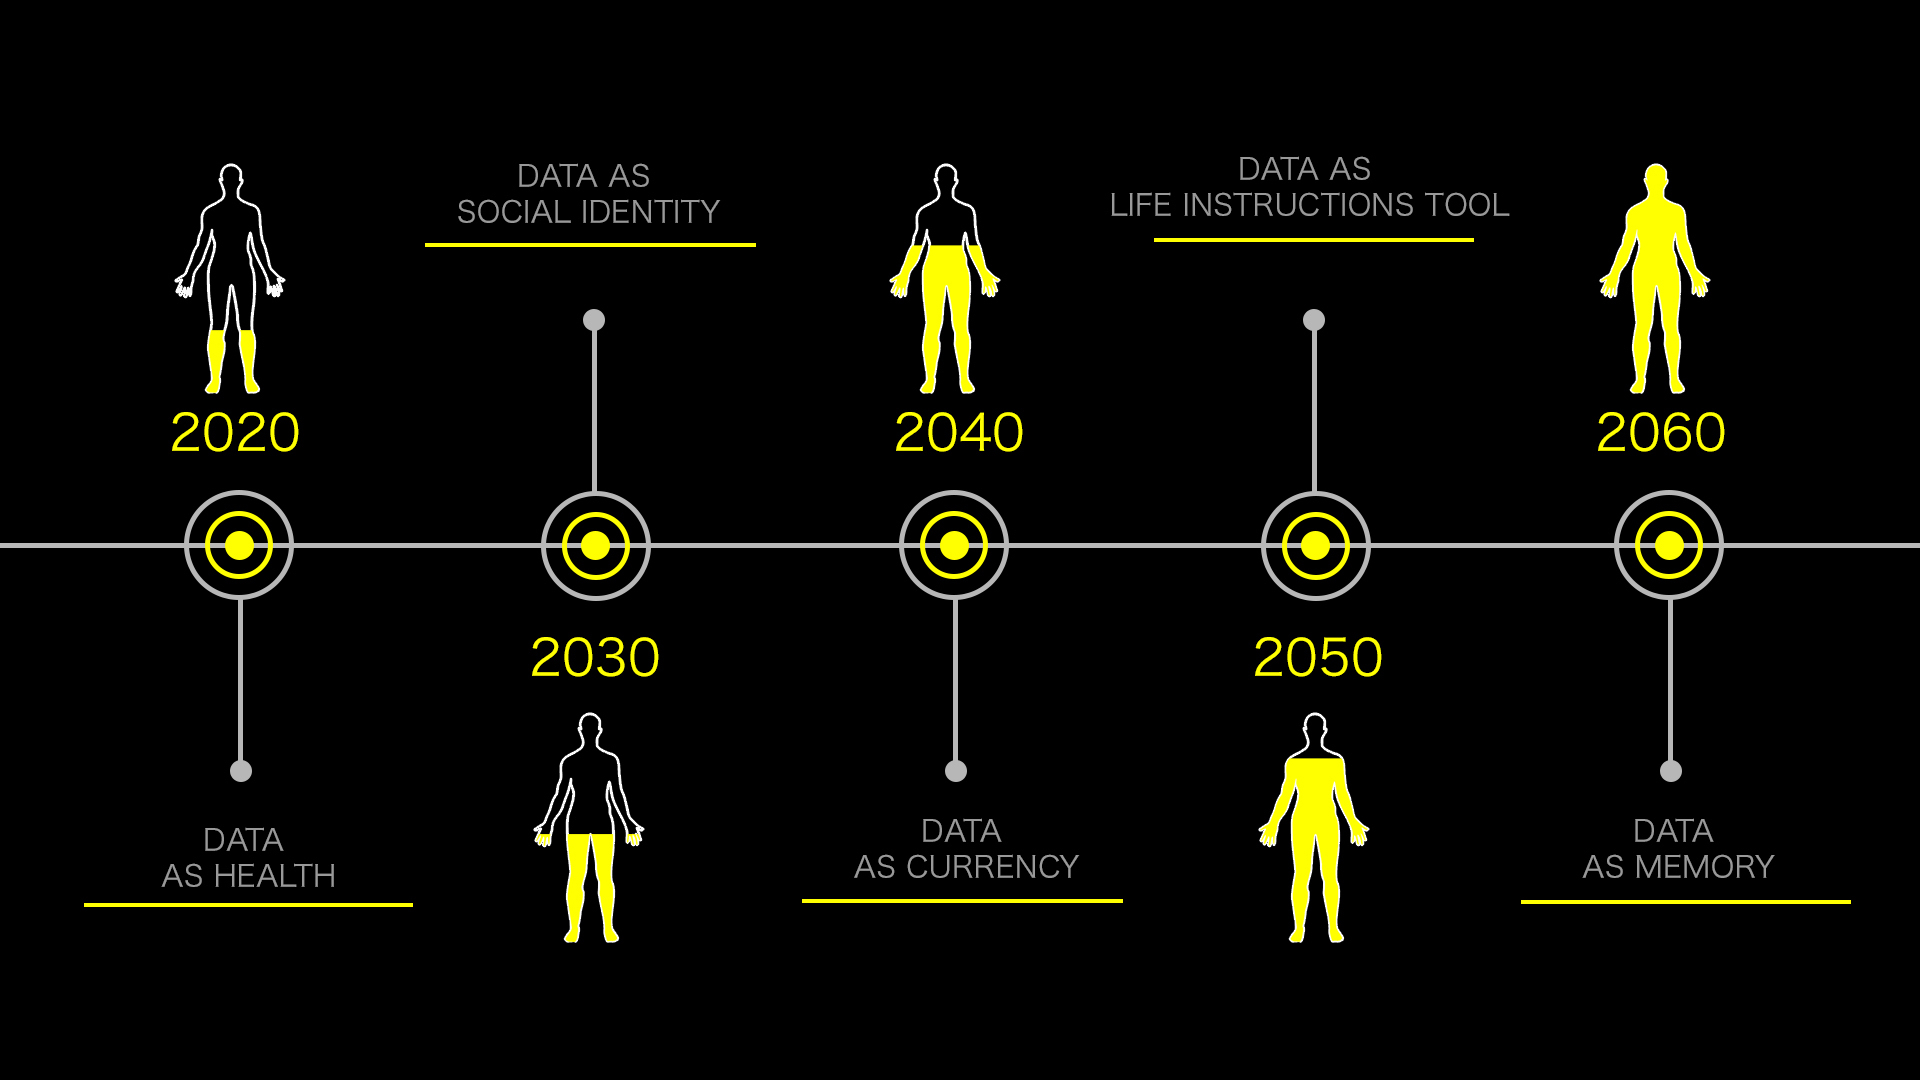 2020
DATA
AS HEALTH
DATA AS
SOCIAL IDENTITY
2030
2040
DATA
AS CURRENCY
DATA AS
LIFE INSTRUCTIONS TOOL
2050
2060
DATA
AS MEMORY